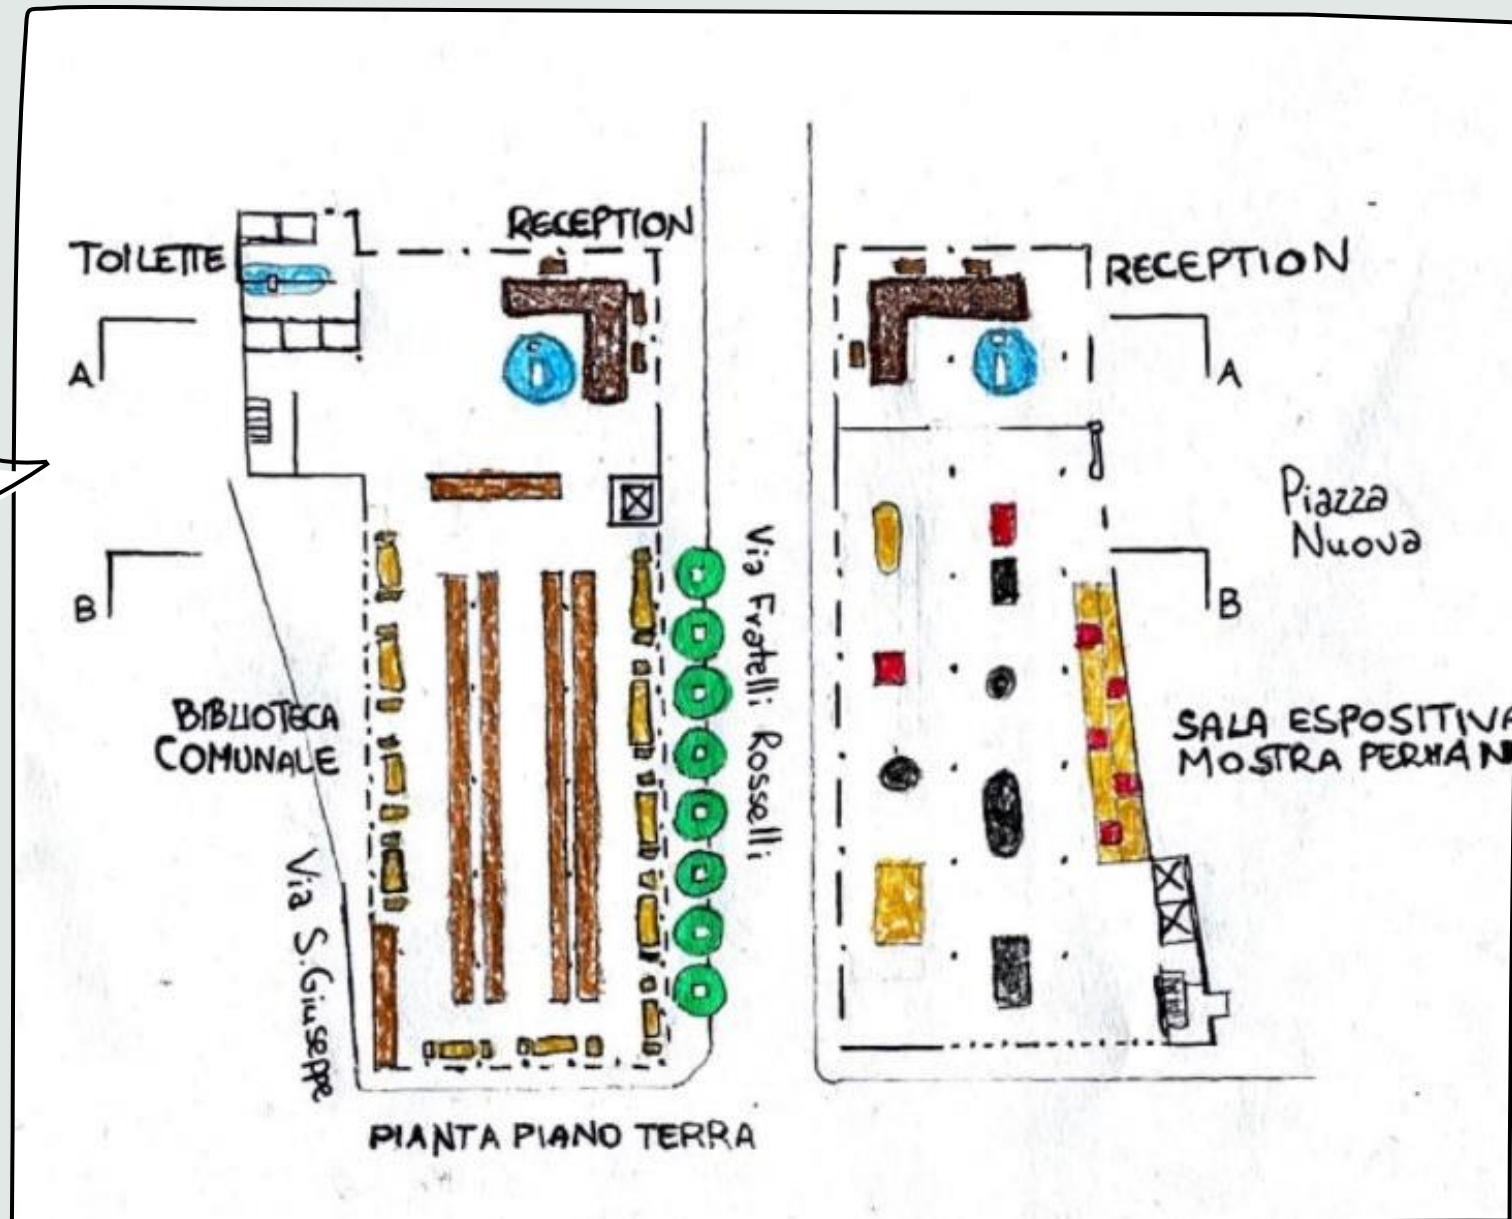 TOILETTE
RECEPTION
RECEPTION
A
A
B
B
Piazza
Nuova
Via Fratelli Rosselli
BIBLIOTECA
COMUNALE
SALA ESPOSITIVA
MOSTRA PERMAN
Via S. Giuseppe
PIANTA PIANO TERRA